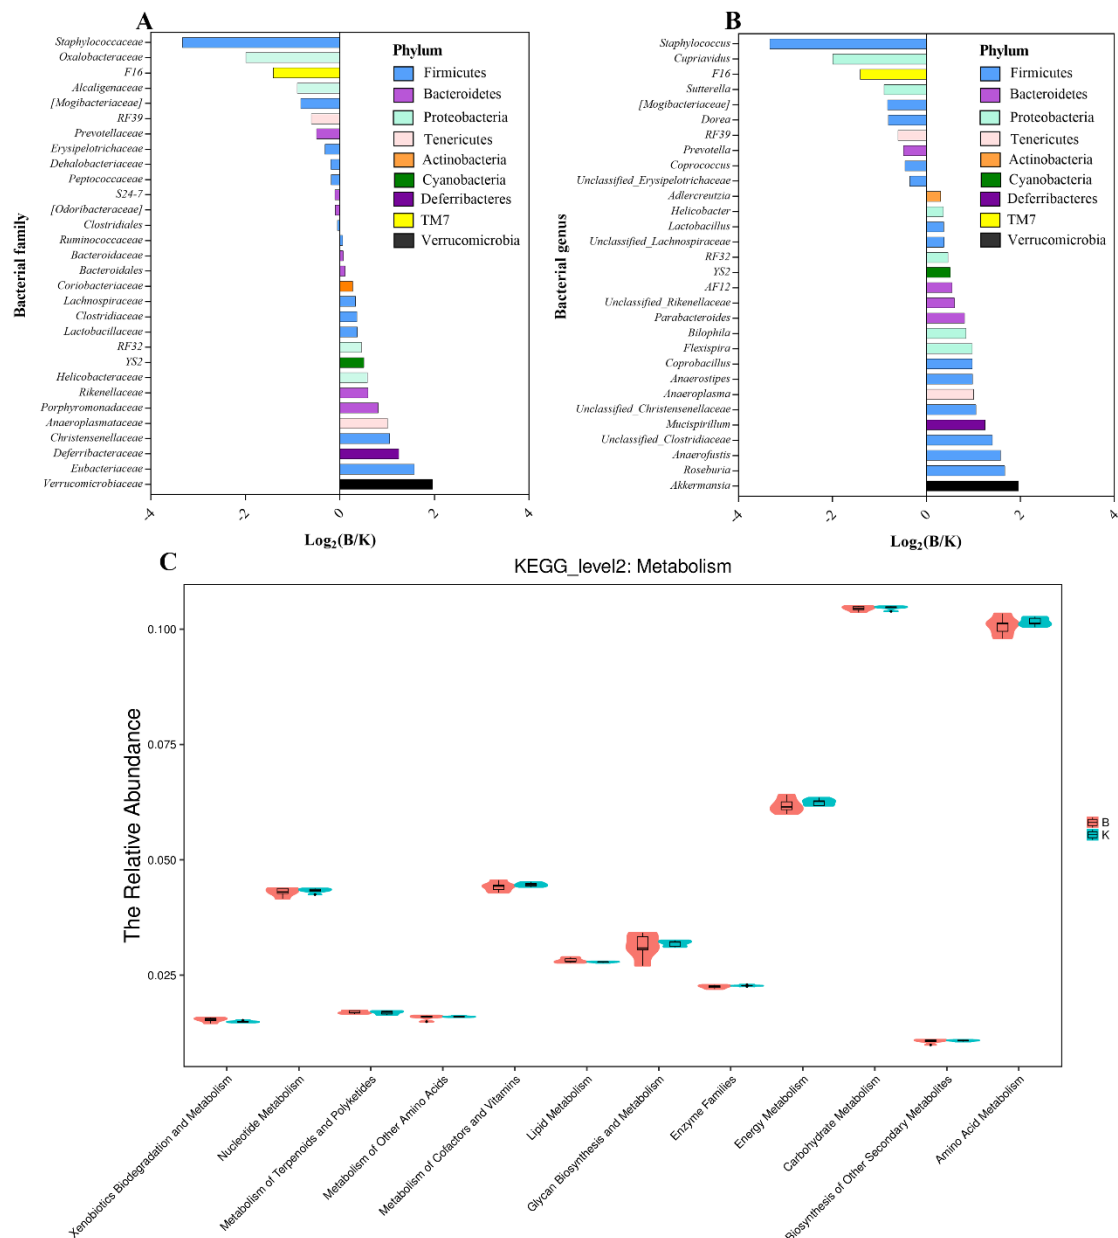 A
Bacterial family
Staphylococcaceae
Oxalobacteraceae
F16
Alcaligenaceae
[Mogibacteriaceae]
RF39
Prevotellaceae
Erysipelotrichaceae
Dehalobacteriaceae
Peptococcaceae
S24-7
[Odoribacteraceae]
Clostridiales
Ruminococcaceae
Bacteroidaceae
Bacteroidales
Coriobacteriaceae
Lachnospiraceae
Clostridiaceae
Lactobacillaceae
RF32
YS2
Helicobacteraceae
Rikenellaceae
Porphyromonadaceae
Anaeroplasmataceae
Christensenellaceae
Deferribacteraceae
Eubacteriaceae
Verrucomicrobiaceae
Phylum
Firmicutes
Bacteroidetes
Proteobacteria
Tenericutes
Actinobacteria
Cyanobacteria
Deferribacteres
TM7
Verrucomicrobia
-4
-2
0
2
4
Log2(B/K)
B
Bacterial genus
Staphylococcus
Cupriavidus
F16
Sutterella
[Mogibacteriaceae]
Dorea
RF39
Prevotella
Coprococcus
Unclassified_Erysipelotrichaceae
Adlercreutzia
Helicobacter
Lactobacillus
Unclassified_Lachnospiraceae
RF32
YS2
AF12
Unclassified_Rikenellaceae
Parabacteroides
Bilophila
Flexispira
Coprobacillus
Anaerostipes
Anaeroplasma
Unclassified_Christensenellaceae
Mucispirillum
Unclassified_Clostridiaceae
Anaerofustis
Roseburia
Akkermansia
Phylum
Firmicutes
Bacteroidetes
Proteobacteria
Tenericutes
Actinobacteria
Cyanobacteria
Deferribacteres
TM7
Verrucomicrobia
-4
-2
0
2
4
Log2(B/K)
C
KEGG_level2: Metabolism
The Relative Abundance
0.100
0.075
0.050
0.025
B
K
Xenobiotics Biodegradation and Metabolism
Nucleotide Metabolism
Metabolism of Terpenoids and Polyketides
Metabolism of Other Amino Acids
Metabolism of Cofactors and Vitamins
Lipid Metabolism
Glycan Biosynthesis and Metabolism
Enzyme Families
Energy Metabolism
Carbohydrate Metabolism
Biosynthesis of Other Secondary Metabolites
Amino Acid Metabolism